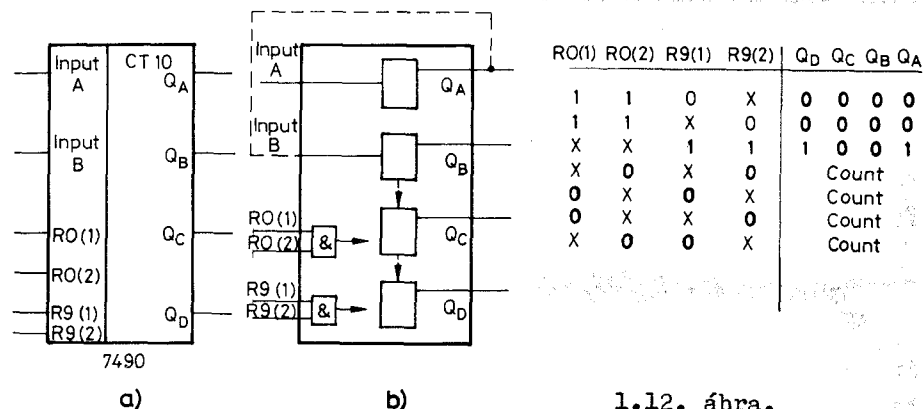 Input
A
CT 10
QA
Input
B
QB
RO(1)
QC
RO(2)
R9(1)
R9(2)
QD
7490
a)
Input
A
QA
Input
B
QB
RO(1)
RO(2)
&
QC
R9(1)
R9(2)
&
QD
b)
RO(1) RO(2) R9(1) R9(2) QD QC QB QA
1 1 0 X 0 0 0 0
1 1 X 0 0 0 0 0
X X 1 1 1 0 0 1
X 0 X 0 Count
0 X 0 X Count
0 X X 0 Count
X 0 0 X Count
1.12. ábra.